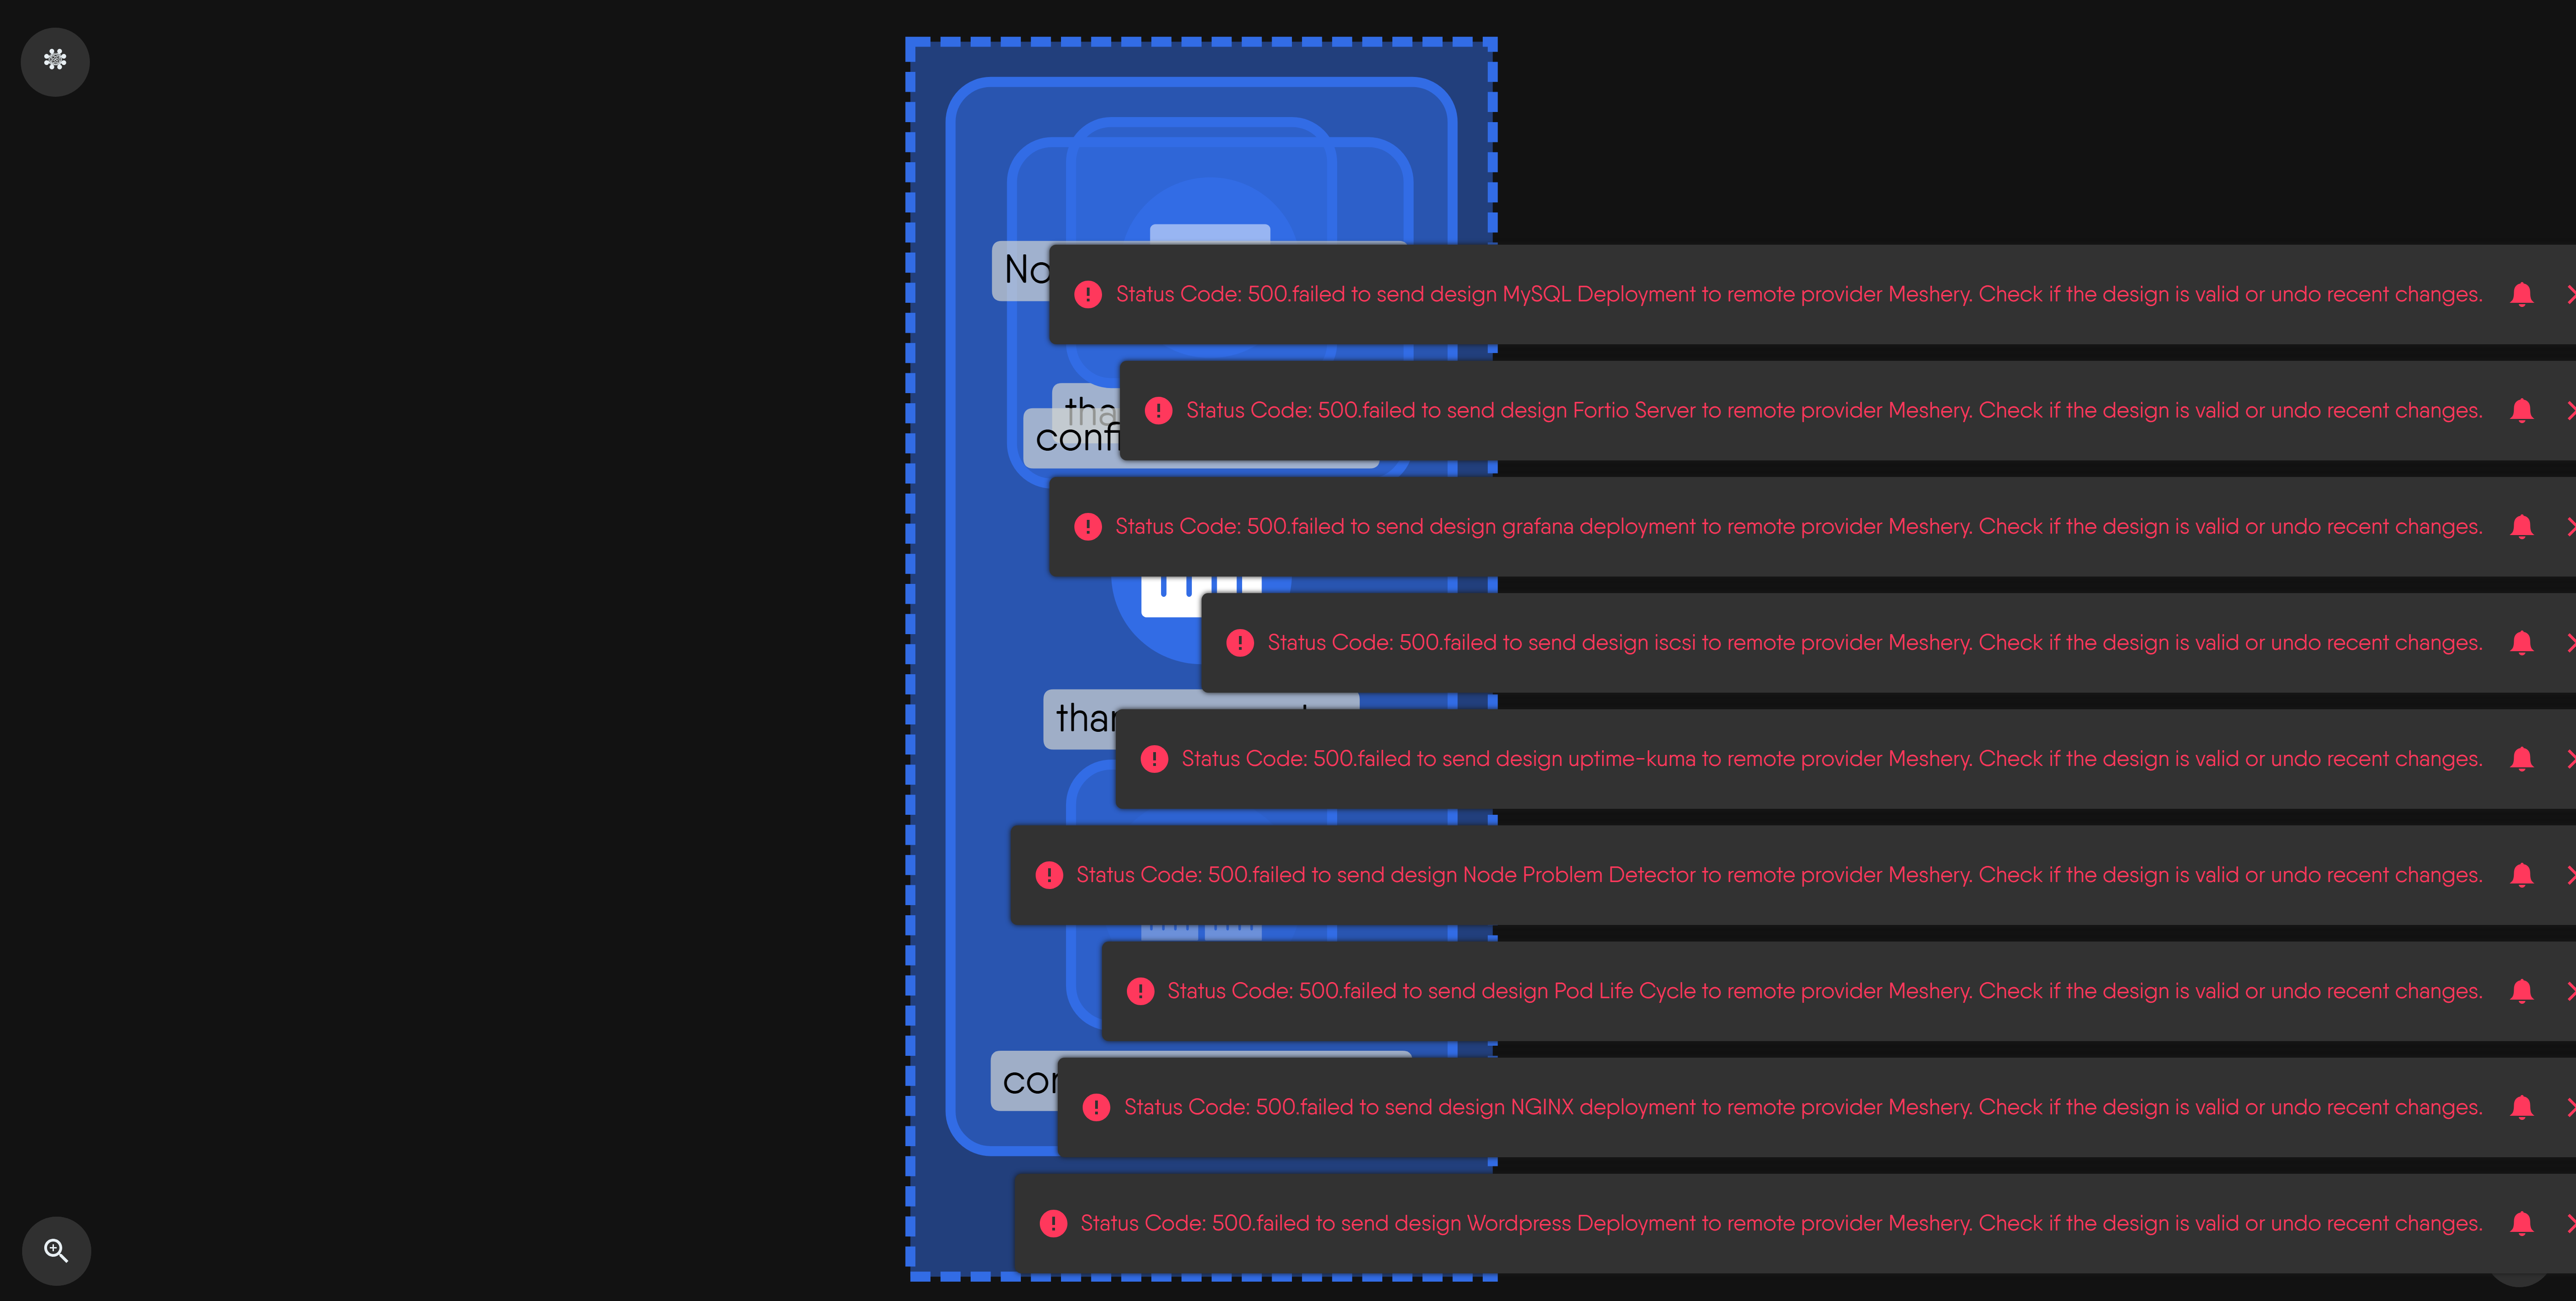 No
Status Code: 500.failed to send design MySQL Deployment to remote provider Meshery. Check if the design is valid or undo recent changes.
Status Code: 500.failed to send design Fortio Server to remote provider Meshery. Check if the design is valid or undo recent changes.
Status Code: 500.failed to send design grafana deployment to remote provider Meshery. Check if the design is valid or undo recent changes.
Status Code: 500.failed to send design iscsi to remote provider Meshery. Check if the design is valid or undo recent changes.
Status Code: 500.failed to send design uptime-kuma to remote provider Meshery. Check if the design is valid or undo recent changes.
Status Code: 500.failed to send design Node Problem Detector to remote provider Meshery. Check if the design is valid or undo recent changes.
Status Code: 500.failed to send design Pod Life Cycle to remote provider Meshery. Check if the design is valid or undo recent changes.
Status Code: 500.failed to send design NGINX deployment to remote provider Meshery. Check if the design is valid or undo recent changes.
Status Code: 500.failed to send design Wordpress Deployment to remote provider Meshery. Check if the design is valid or undo recent changes.